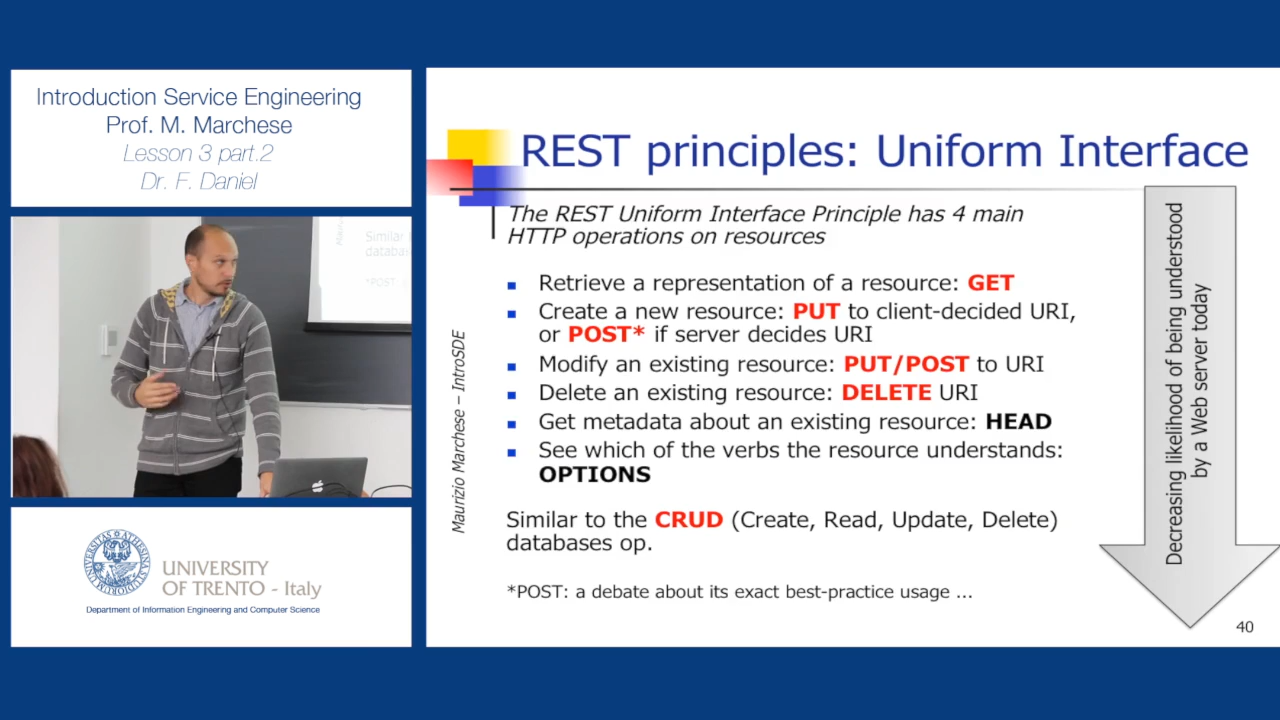 Introduction Service Engineering
Prof. M. Marchese
Lesson 3 part.2
Dr. F. Daniel
Similar
databa
*POST
UNIVERSITY
OF TRENTO - Italy
Department of Information Engineering and Computer Science
REST principles: Uniform Interface
The REST Uniform Interface Principle has 4 main
HTTP operations on resources
Retrieve a representation of a resource: GET
Create a new resource: PUT to client-decided URI,
or POST* if server decides URI
Modify an existing resource: PUT/POST to URI
Delete an existing resource: DELETE URI
Get metadata about an existing resource: HEAD
See which of the verbs the resource understands:
OPTIONS
Similar to the CRUD (Create, Read, Update, Delete)
databases op.
*POST: a debate about its exact best-practice usage ...
Maurizio Marchese – IntroSDE
Decreasing likelihood of being understood
by a Web server today
40